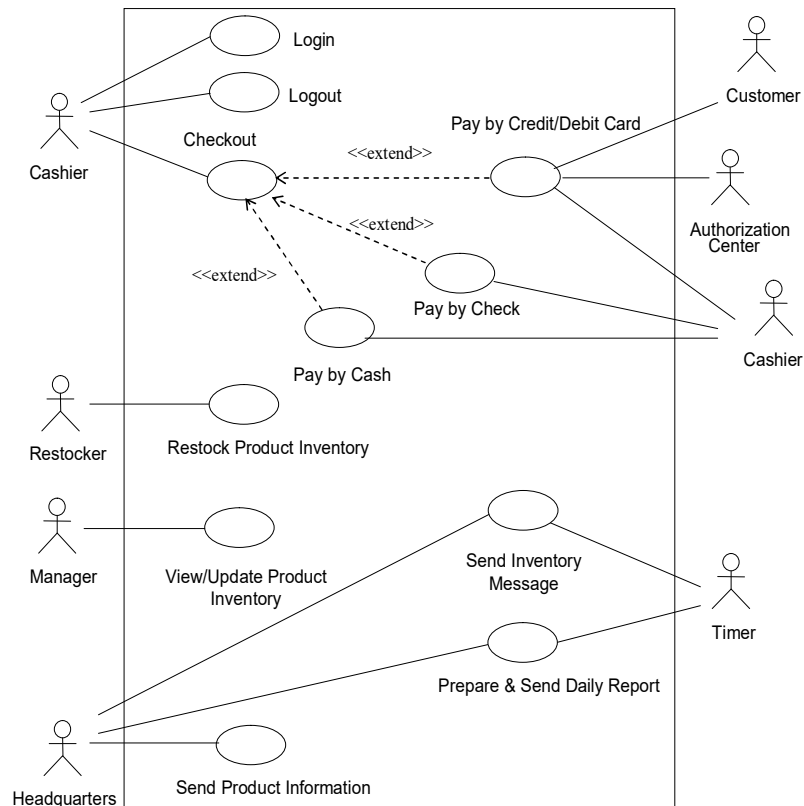 Login
Logout
Customer
Pay by Credit/Debit Card
Checkout
<<extend>>
Cashier
<<extend>>
Authorization
Center
<<extend>>
Pay by Check
Cashier
Pay by Cash
Restocker
Restock Product Inventory
Manager
View/Update Product
Inventory
Send Inventory
Message
Timer
Prepare & Send Daily Report
Send Product Information
Headquarters